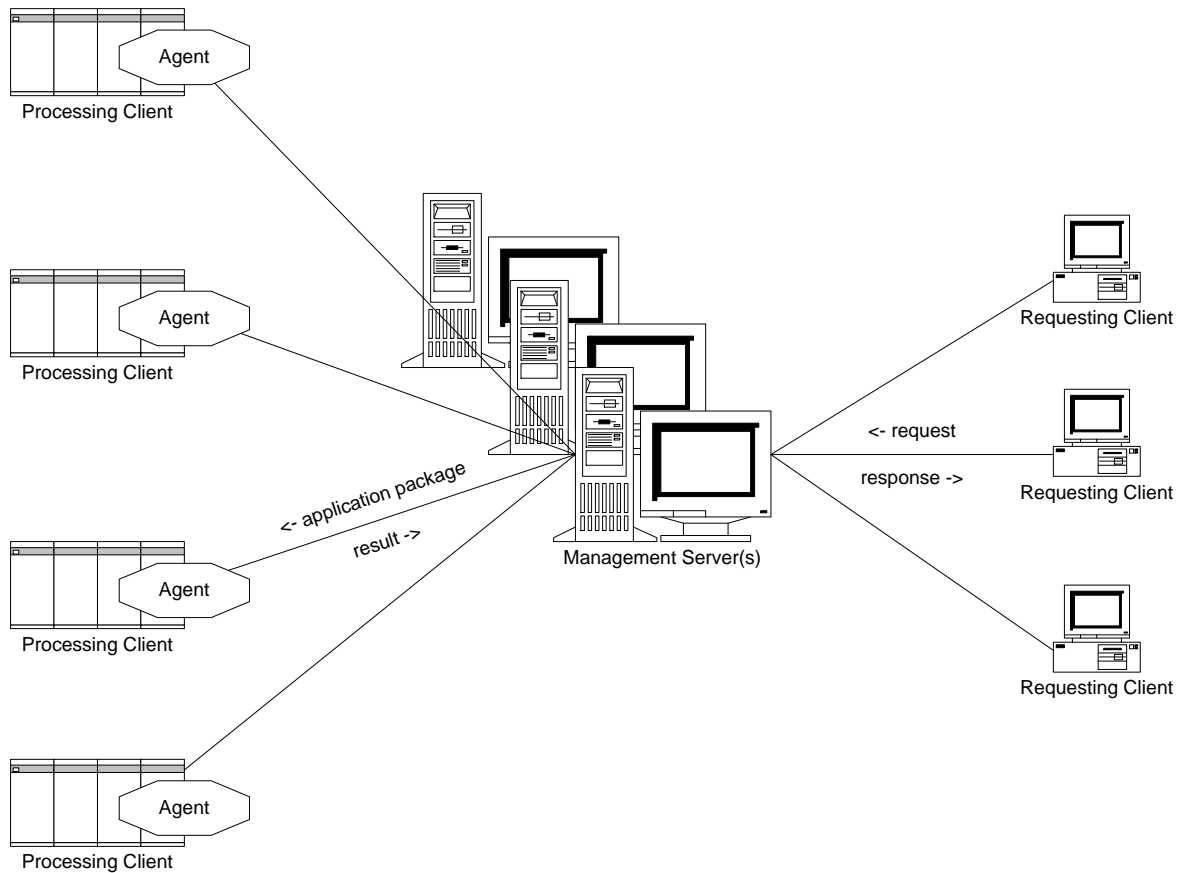 Agent
Processing Client
Agent
Processing Client
Requesting Client
<- request
response ->
Requesting Client
<- application package
result ->
Management Server(s)
Agent
Processing Client
Requesting Client
Agent
Processing Client